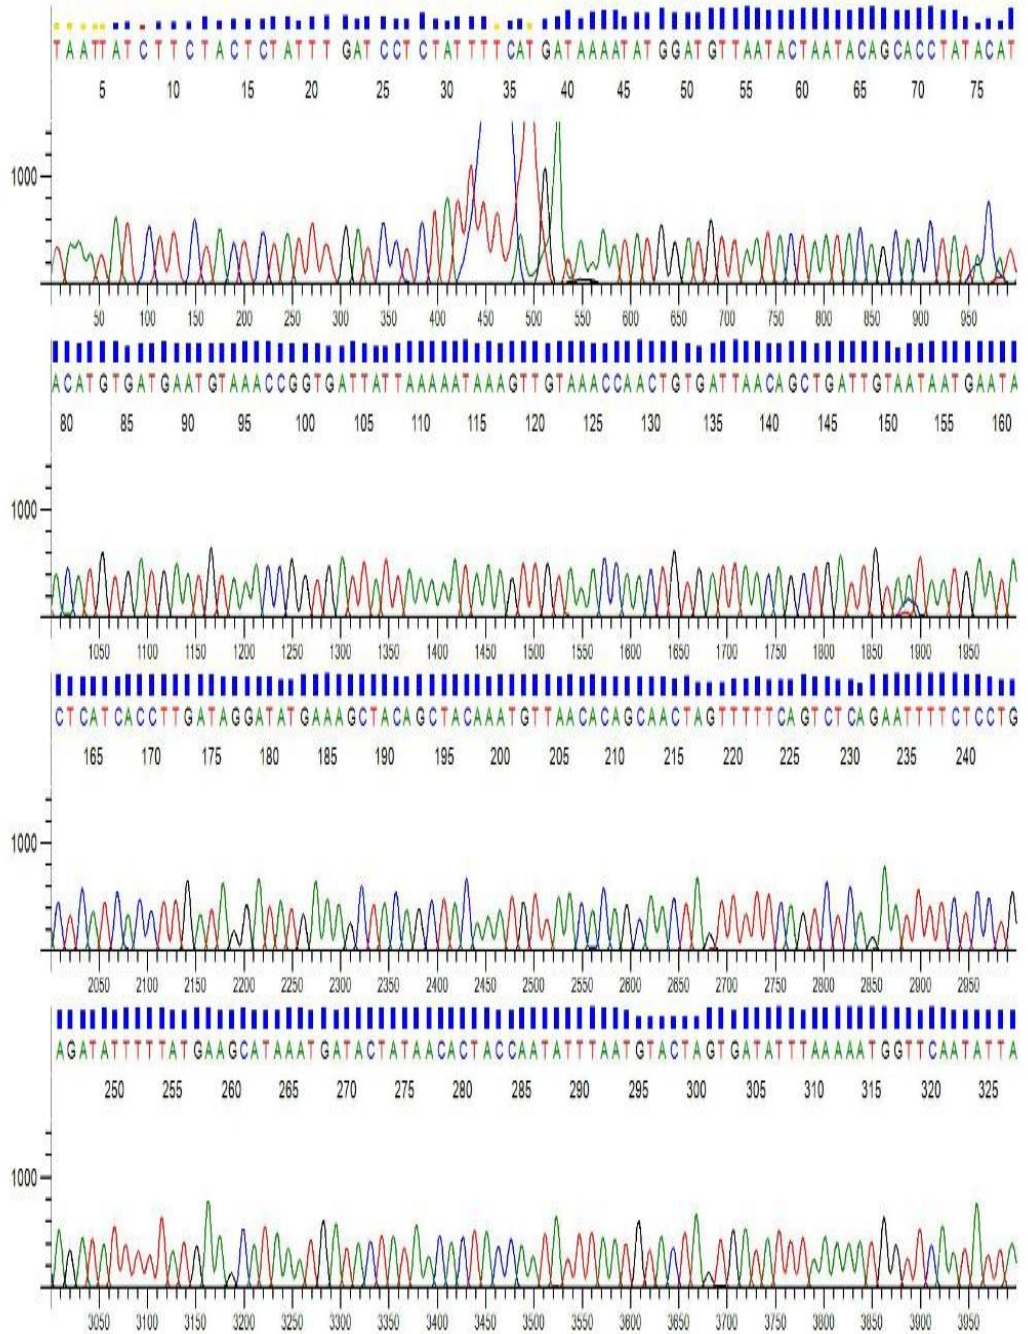 TAATTATCTTCTACTCTATTTGATCCTCTATTTTCATGATAAAATATGGATGTTAATACTAATACAGCACCTATACAT
5 10 15 20 25 30 35 40 45 50 55 60 65 70 75
1000
50 100 150 200 250 300 350 400 450 500 550 600 650 700 750 800 850 900 950
ACATGTGATGAATGTAAACCGGTGATTATTAAAAATAAAGTTGTAAACCAACTGTGATTAACAGCTGATTGTAATAATGAATA
80 85 90 95 100 105 110 115 120 125 130 135 140 145 150 155 160
1000
1050 1100 1150 1200 1250 1300 1350 1400 1450 1500 1550 1600 1650 1700 1750 1800 1850 1900 1950
CTCATCACCTTGATAGGATATGAAAGCTACAGCTACAAATGTTAACACAGCAACTAGTTTTTCAGTCTCAGAATTTTCTCCTG
165 170 175 180 185 190 195 200 205 210 215 220 225 230 235 240
1000
2050 2100 2150 2200 2250 2300 2350 2400 2450 2500 2550 2600 2650 2700 2750 2800 2850 2900 2950
AGATATTTTTATGAAGCATAAATGATACTATAACACTACCAATATTTAATGTACTAGTGATATTTAAAAATGGTTCAATATTA
250 255 260 265 270 275 280 285 290 295 300 305 310 315 320 325
1000
3050 3100 3150 3200 3250 3300 3350 3400 3450 3500 3550 3600 3650 3700 3750 3800 3850 3900 3950